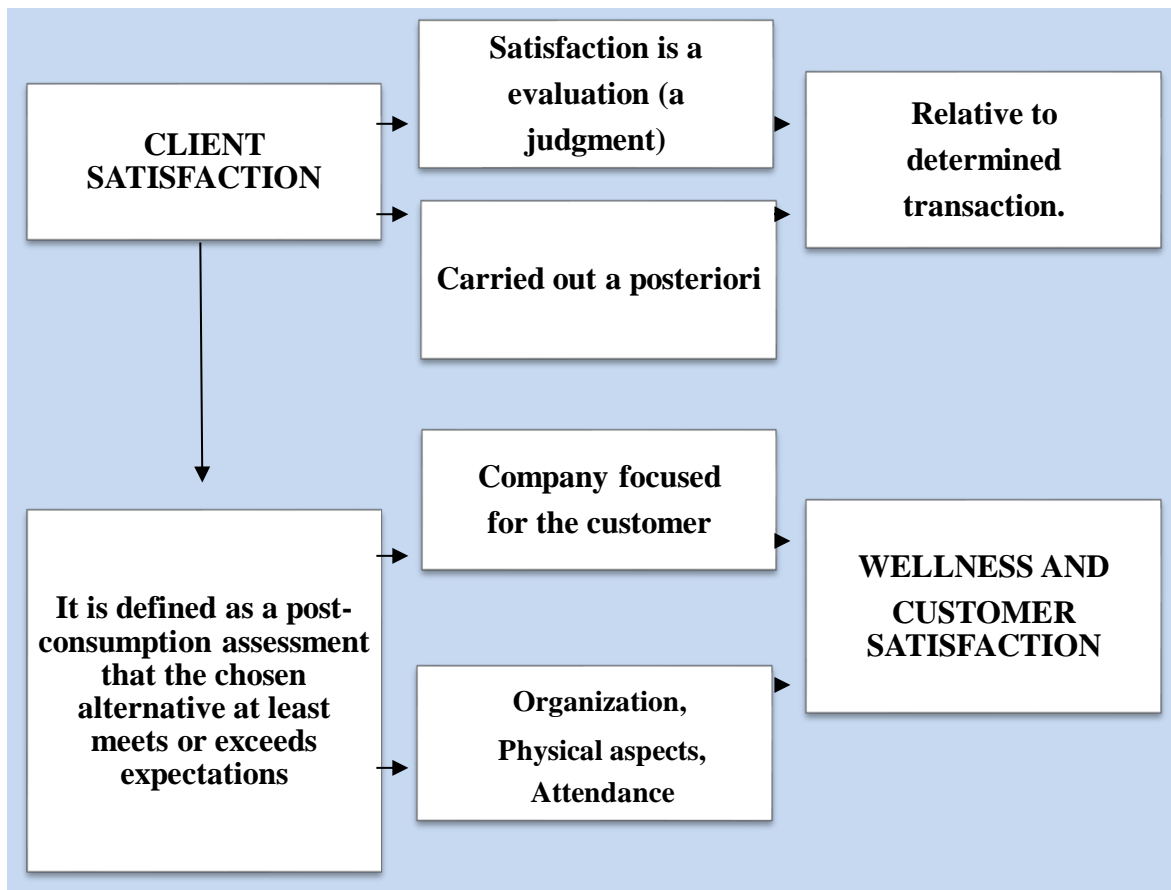 CLIENT
SATISFACTION
Satisfaction is a
evaluation (a
judgment)
Carried out a posteriori
Relative to
determined
transaction.
It is defined as a post-
consumption assessment
that the chosen
alternative at least
meets or exceeds
expectations
Company focused
for the customer
Organization,
Physical aspects,
Attendance
WELLNESS AND
CUSTOMER
SATISFACTION